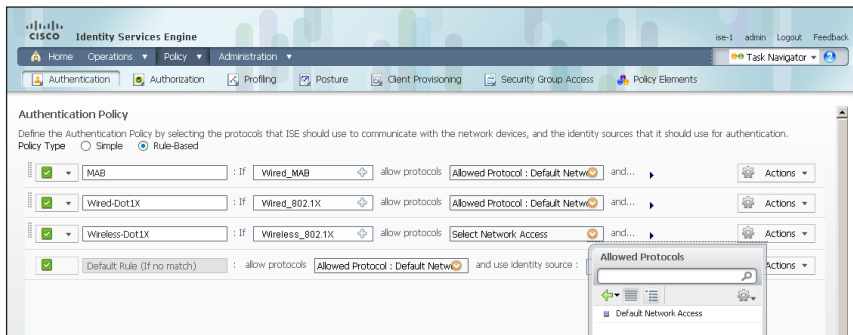 CISCO Identity Services Engine
ise-1 admin Logout Feedback
Home Operations Policy Administration
Task Navigator
Authentication Authorization Profiling Posture Client Provisioning Security Group Access Policy Elements
Authentication Policy
Define the Authentication Policy by selecting the protocols that ISE should use to communicate with the network devices, and the identity sources that it should use for authentication.
Policy Type Simple Rule-Based
MAB : If Wired_MAB allow protocols Allowed Protocol : Default Netw and... Actions
Wired-Dot1X : If Wired_802.1X allow protocols Allowed Protocol : Default Netw and... Actions
Wireless-Dot1X : If Wireless_802.1X allow protocols Select Network Access and... Actions
Default Rule (If no match) : allow protocols Allowed Protocol : Default Netw and use identity source : Actions
Allowed Protocols
Default Network Access